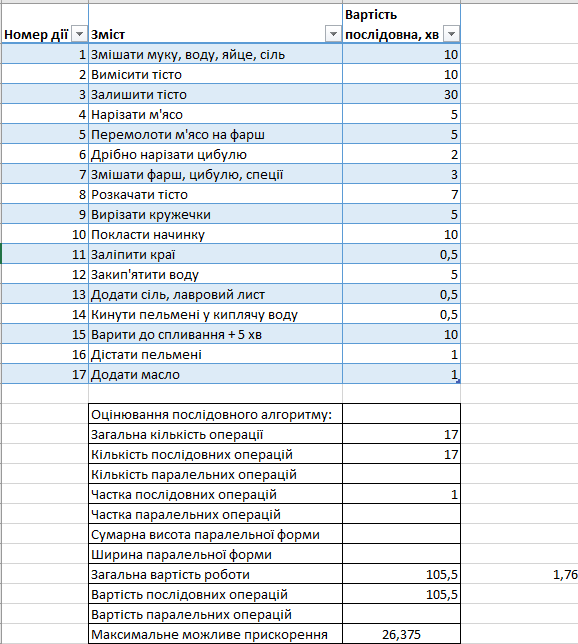 Вартість
Номер дії Зміст послідовна, хв
1 Змішати муку, воду, яйце, сіль 10
2 Вимісити тісто 10
3 Залишити тісто 30
4 Нарізати м'ясо 5
5 Перемолоти м'ясо на фарш 5
6 Дрібно нарізати цибулю 2
7 Змішати фарш, цибулю, спеції 3
8 Розкачати тісто 7
9 Вирізати кружечки 5
10 Покласти начинку 10
11 Заліпити краї 0,5
12 Закип'ятити воду 5
13 Додати сіль, лавровий лист 0,5
14 Кинути пельмені у киплячу воду 0,5
15 Варити до спливання + 5 хв 10
16 Дістати пельмені 1
17 Додати масло 1
Оцінювання послідовного алгоритму:
Загальна кількість операції 17
Кількість послідовних операцій 17
Кількість паралельних операцій
Частка послідовних операцій 1
Частка паралельних операцій
Сумарна висота паралельної форми
Ширина паралельної форми
Загальна вартість роботи 105,5 1,76
Вартість послідовних операцій 105,5
Вартість паралельних операцій
Максимальне можливе прискорення 26,375